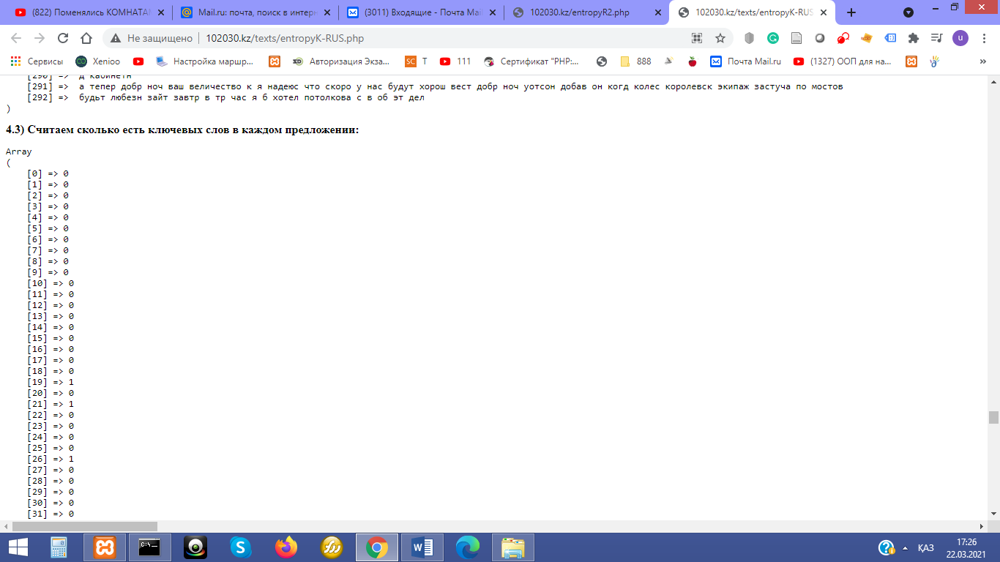 (822) Поменялись КОМНАТАМ
Mail.ru: почта, поиск в интерн
(3011) Входящие - Почта Mail
102030.kz/entropyR2.php
102030.kz/texts/entropyK-RUS
Не защищено 102030.kz/texts/entropyK-RUS.php
u
Сервисы Xenioo Настройка маршр... Авторизация Экза... SC T 111 Сертификат "PHP:... 888 Почта Mail.ru (1327) ООП для на... »
[290] => д кабинетн
[291] => а тепер добр ноч ваш величество к я надеюс что скоро у нас будут хорош вест добр ноч уотсон добав он когд колес королевск экипаж застуча по мостов
[292] => будьт любезн зайт завтр в тр час я б хотел потолкова с в об эт дел
)
4.3) Считаем сколько есть ключевых слов в каждом предложении:
Array
(
[0] => 0
[1] => 0
[2] => 0
[3] => 0
[4] => 0
[5] => 0
[6] => 0
[7] => 0
[8] => 0
[9] => 0
[10] => 0
[11] => 0
[12] => 0
[13] => 0
[14] => 0
[15] => 0
[16] => 0
[17] => 0
[18] => 0
[19] => 1
[20] => 0
[21] => 1
[22] => 0
[23] => 0
[24] => 0
[25] => 0
[26] => 1
[27] => 0
[28] => 0
[29] => 0
[30] => 0
[31] => 0
ҚАЗ
17:26
22.03.2021